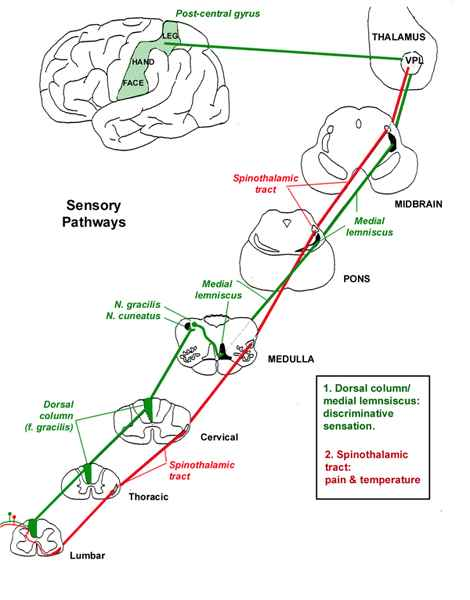 Post-central gyrus
LEG
HAND
FACE
THALAMUS
VPL
Sensory
Pathways
Spinothalamic
tract
MIDBRAIN
Medial
lemniscus
PONS
Medial
lemniscus
N. gracilis
N. cuneatus
MEDULLA
Dorsal
column
(f. gracilis)
Cervical
Spinothalamic
tract
Thoracic
Lumbar
1. Dorsal column/
medial lemnsiscus:
discriminative
sensation.
2. Spinothalamic
tract:
pain & temperature